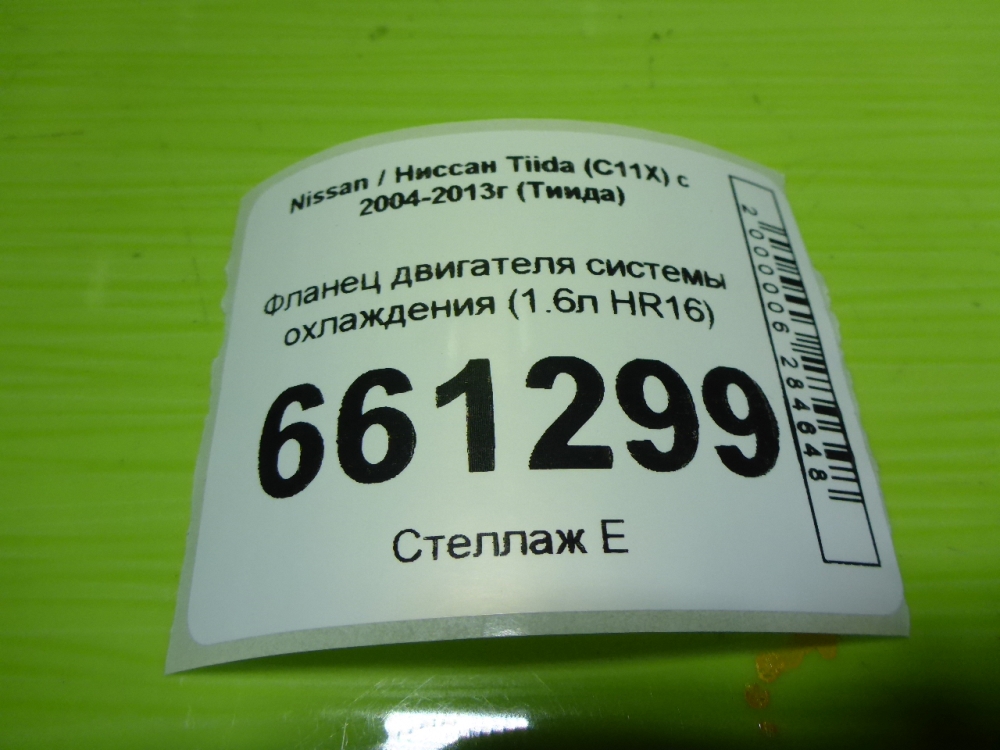 Nissan / Ниссан Tiida (C11X) с
2004-2013г (Тиида)
Фланец двигателя системы
охлаждения (1.6л HR16)
661299
Стеллаж Е
2000006284648